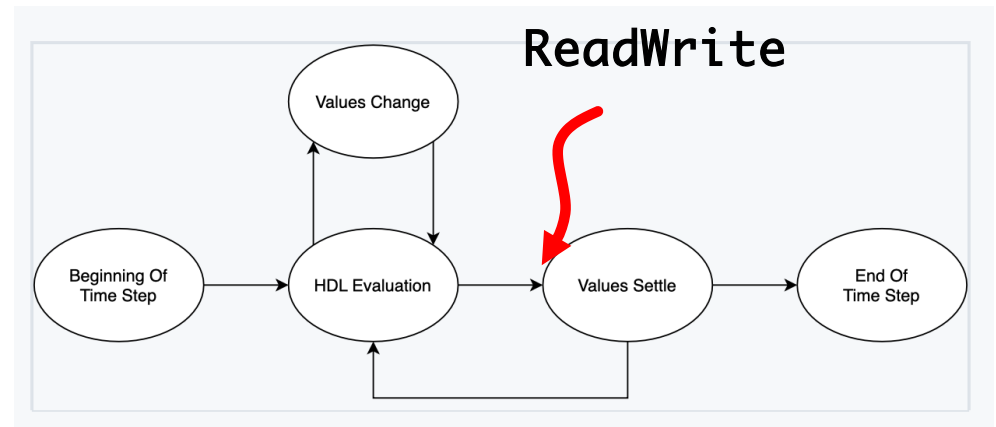 ReadWrite
Values Change
Beginning Of
Time Step
HDL Evaluation
Values Settle
End Of
Time Step